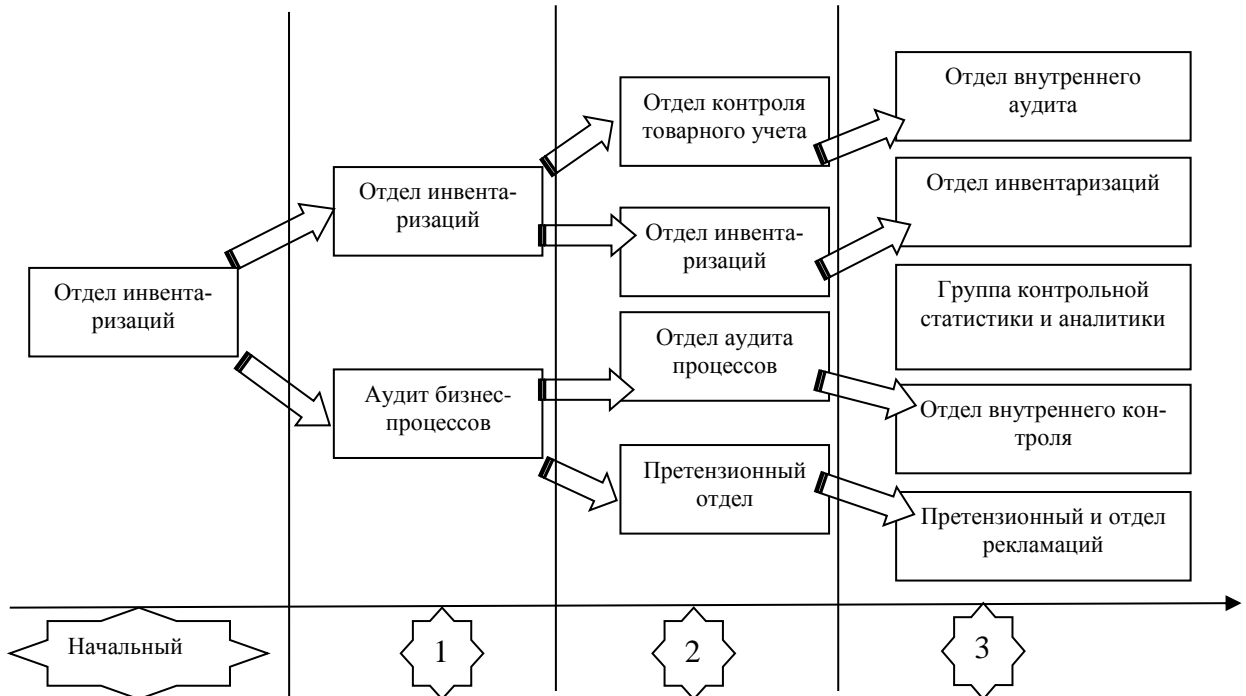 Отдел инвента-
ризаций
Отдел инвента-
ризаций
Аудит бизнес-
процессов
Отдел контроля
товарного учета
Отдел инвента-
ризаций
Отдел аудита
процессов
Претензионный
отдел
Отдел внутреннего
аудита
Отдел инвентаризаций
Группа контрольной
статистики и аналитики
Отдел внутреннего кон-
троля
Претензионный и отдел
рекламаций
Начальный
1
2
3